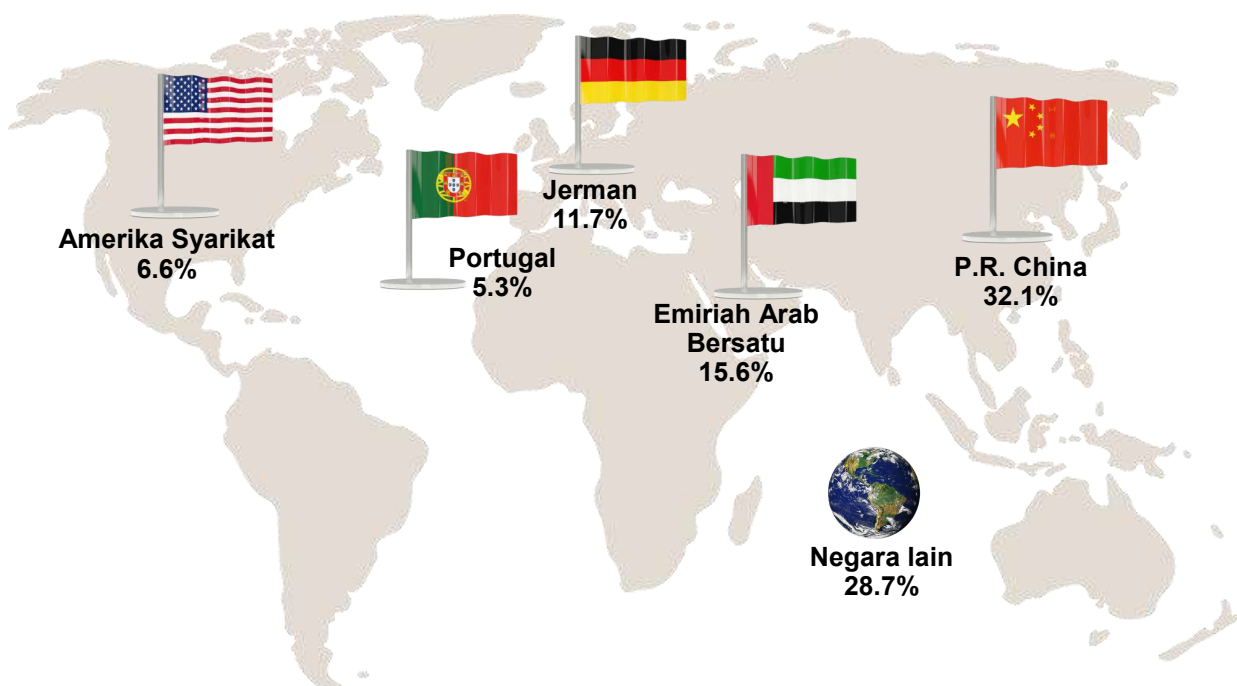 Jerman
11.7%
Amerika Syarikat
6.6%
Portugal
5.3%
P.R. China
32.1%
Emiriah Arab
Bersatu
15.6%
Negara lain
28.7%